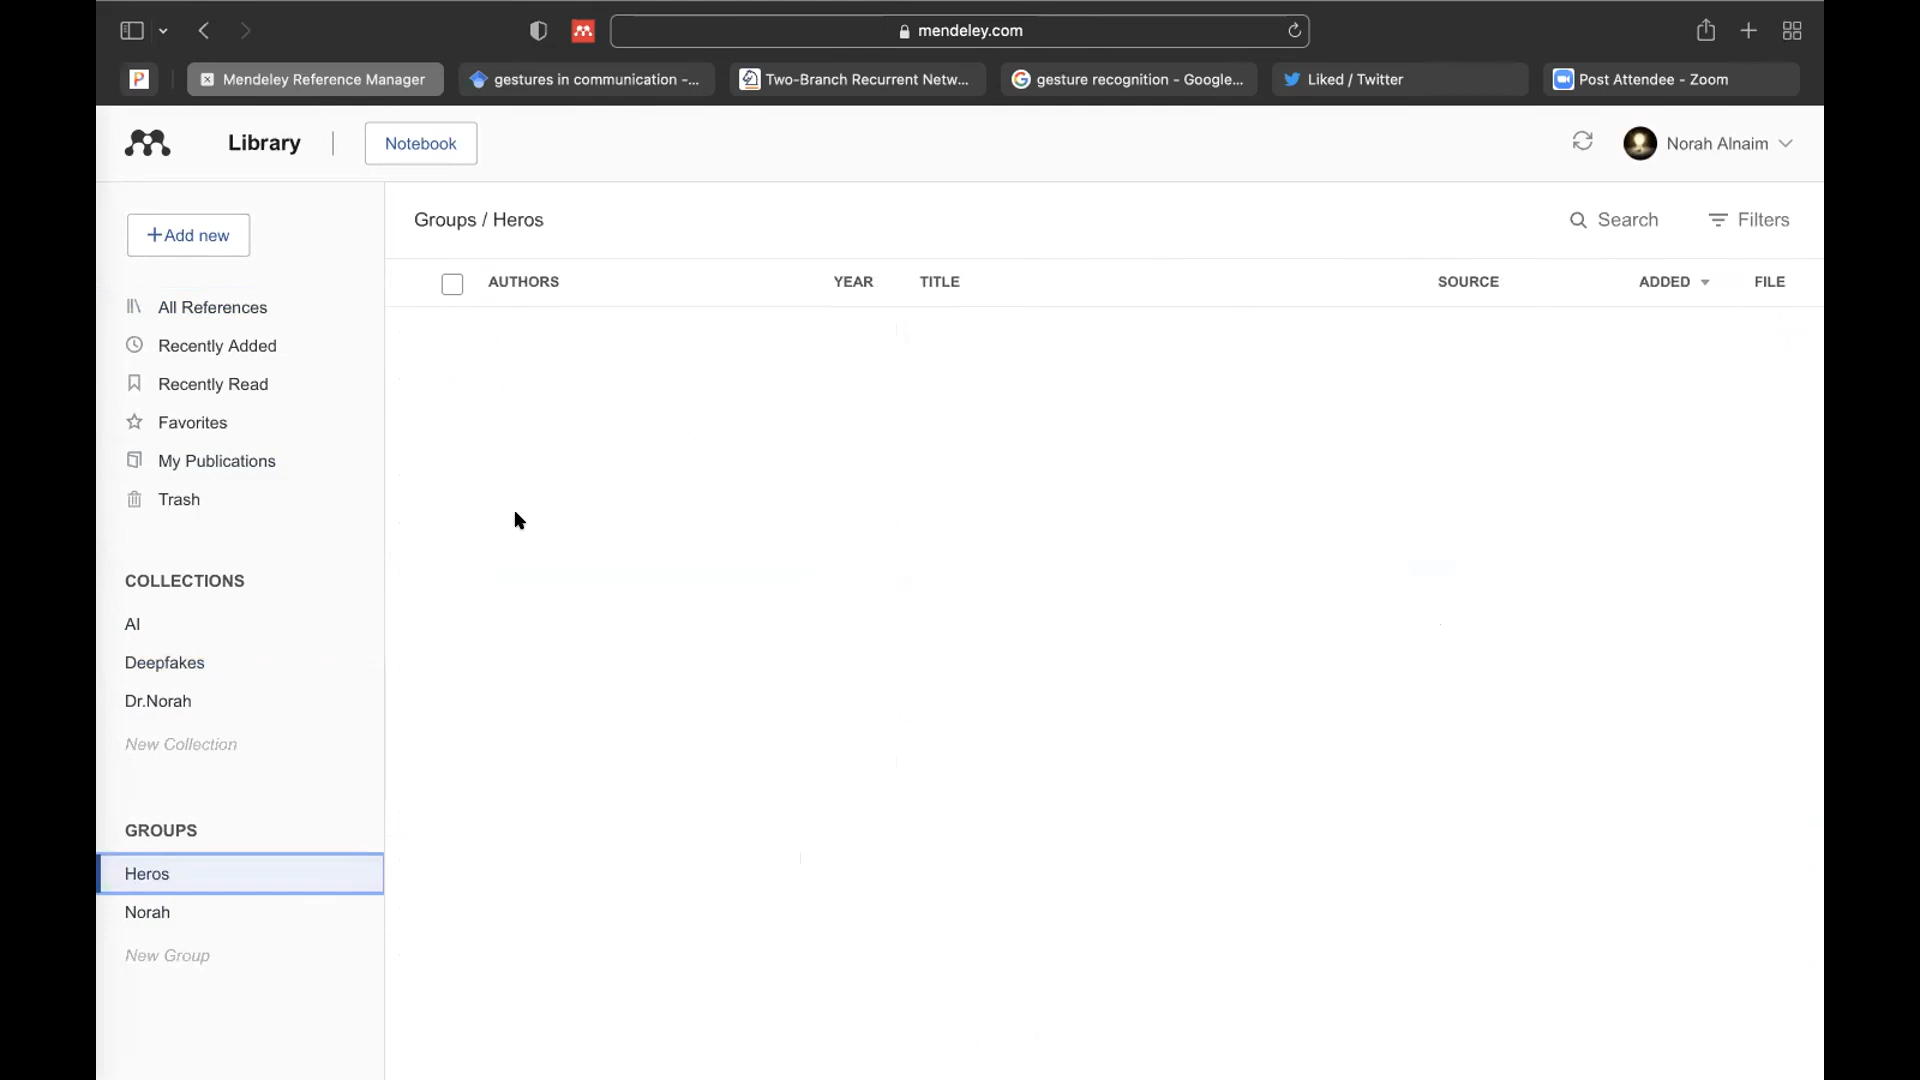 mendeley.com
P
Mendeley Reference Manager
gestures in communication -...
Two-Branch Recurrent Netw...
gesture recognition - Google...
Liked / Twitter
Post Attendee - Zoom
Library
Notebook
Norah Alnaim
+Add new
Groups / Heros
Search
Filters
AUTHORS
YEAR
TITLE
SOURCE
ADDED
FILE
All References
Recently Added
Recently Read
Favorites
My Publications
Trash
COLLECTIONS
AI
Deepfakes
Dr.Norah
New Collection
GROUPS
Heros
Norah
New Group